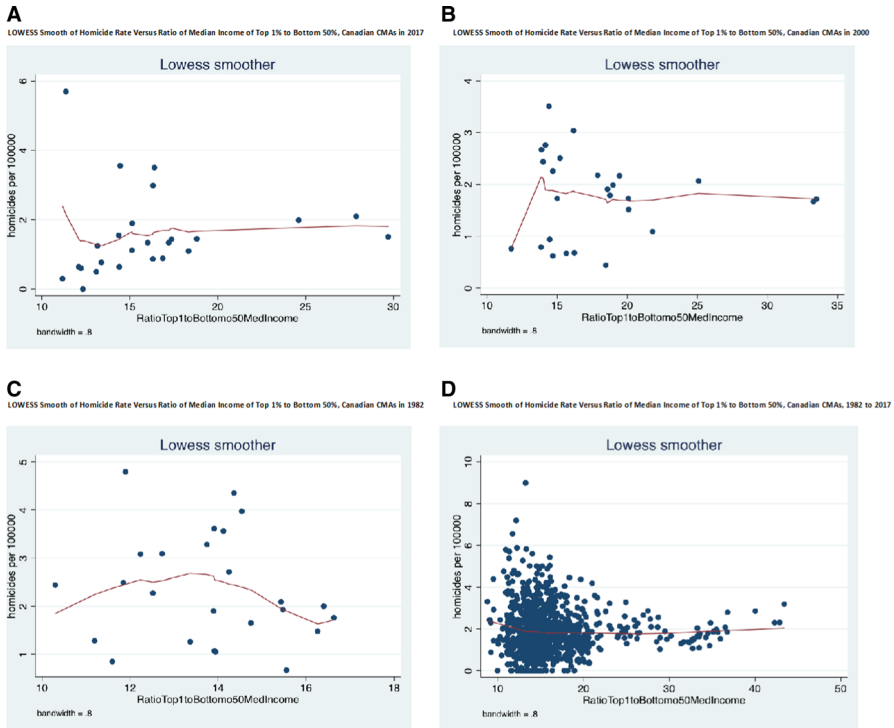 A
LOWESS Smooth of Homicide Rate Versus Ratio of Median Income of Top 1% to Bottom 50%, Canadian CMAs in 2017
Lowess smoother
homicides per 100000
6
4
2
0
10 15 20 25 30
RatioTop1toBottomo50MedIncome
bandwidth = .8
B
LOWESS Smooth of Homicide Rate Versus Ratio of Median Income of Top 1% to Bottom 50%, Canadian CMAs in 2000
Lowess smoother
homicides per 100000
4
3
2
1
0
10 15 20 25 30 35
RatioTop1toBottomo50MedIncome
bandwidth = .8
C
LOWESS Smooth of Homicide Rate Versus Ratio of Median Income of Top 1% to Bottom 50%, Canadian CMAs in 1982
Lowess smoother
homicides per 100000
5
4
3
2
1
10 12 14 16 18
RatioTop1toBottomo50MedIncome
bandwidth = .8
D
LOWESS Smooth of Homicide Rate Versus Ratio of Median Income of Top 1% to Bottom 50%, Canadian CMAs, 1982 to 2017
Lowess smoother
homicides per 100000
10
8
6
4
2
0
10 20 30 40 50
RatioTop1toBottomo50MedIncome
bandwidth = .8